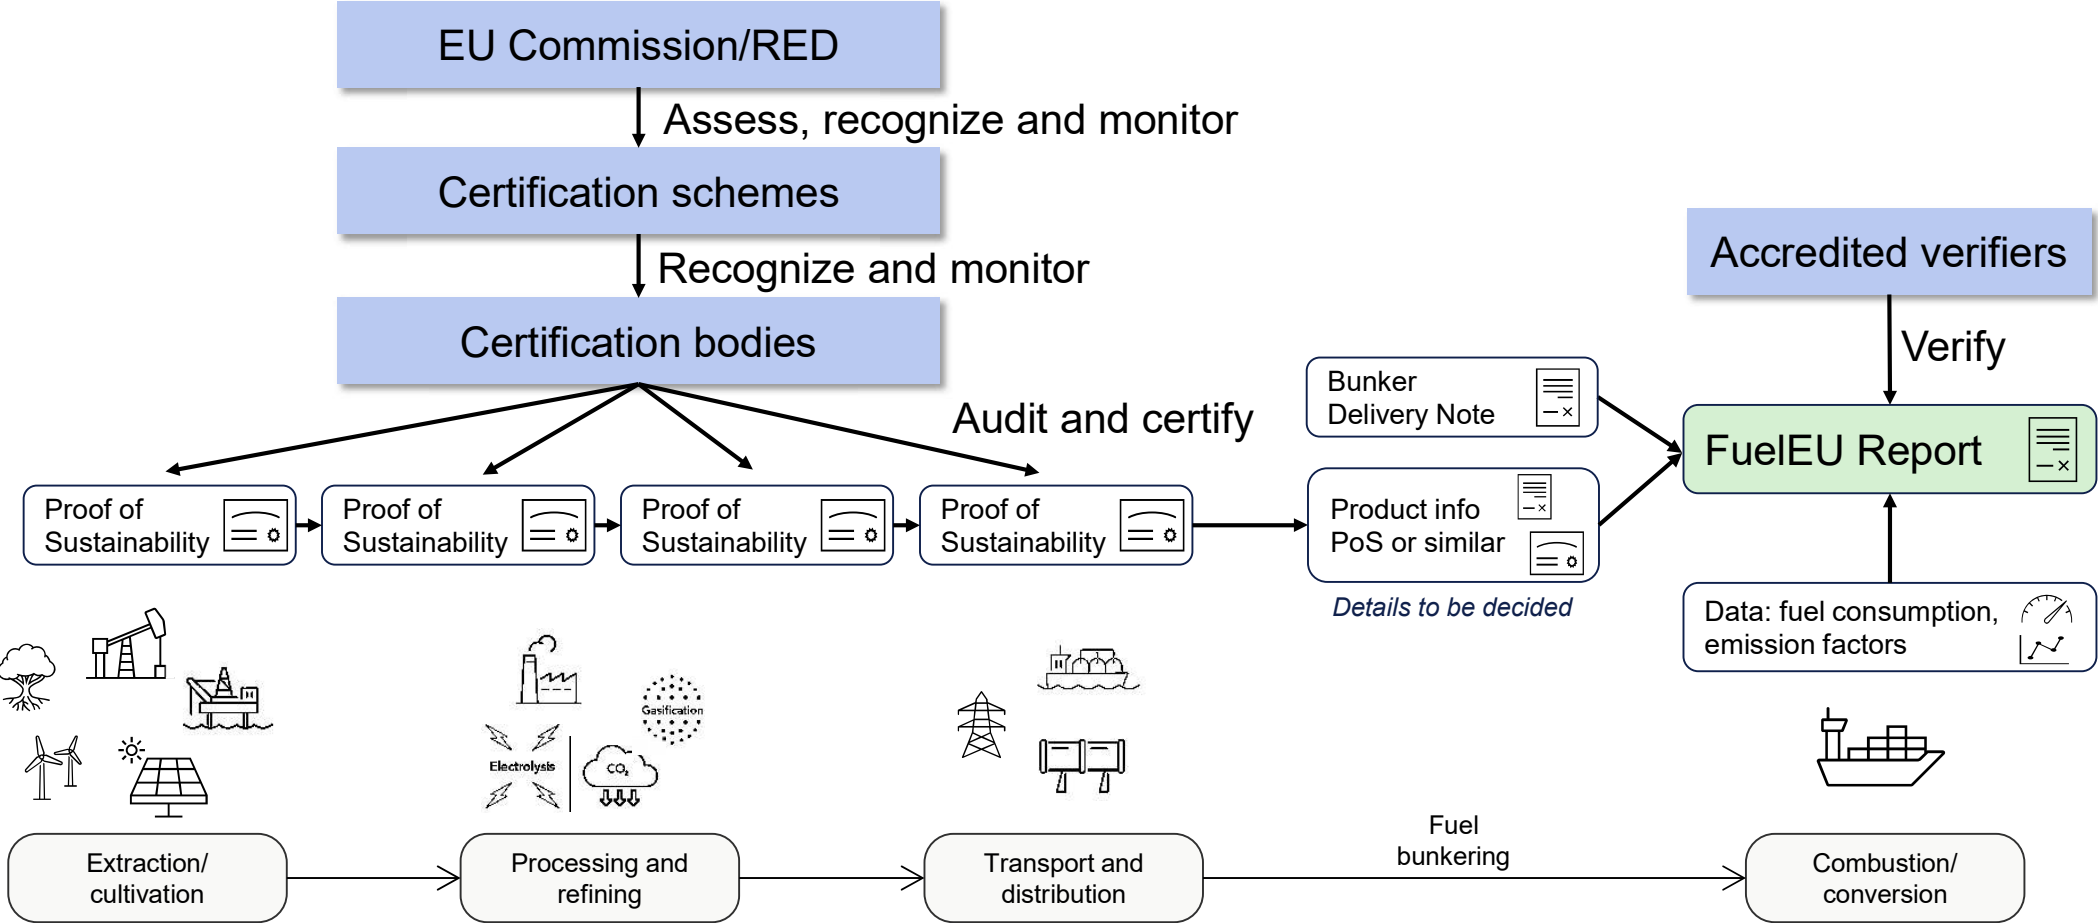 EU Commission/RED
Assess, recognize and monitor
Certification schemes
Recognize and monitor
Certification bodies
Audit and certify
Accredited verifiers
Verify
Bunker
Delivery Note
FuelEU Report
Proof of
Sustainability
Proof of
Sustainability
Proof of
Sustainability
Proof of
Sustainability
Product info
PoS or similar
Details to be decided
Data: fuel consumption,
emission factors
Gasification
Electrolysis
CO₂
Extraction/
cultivation
Processing and
refining
Transport and
distribution
Fuel
bunkering
Combustion/
conversion